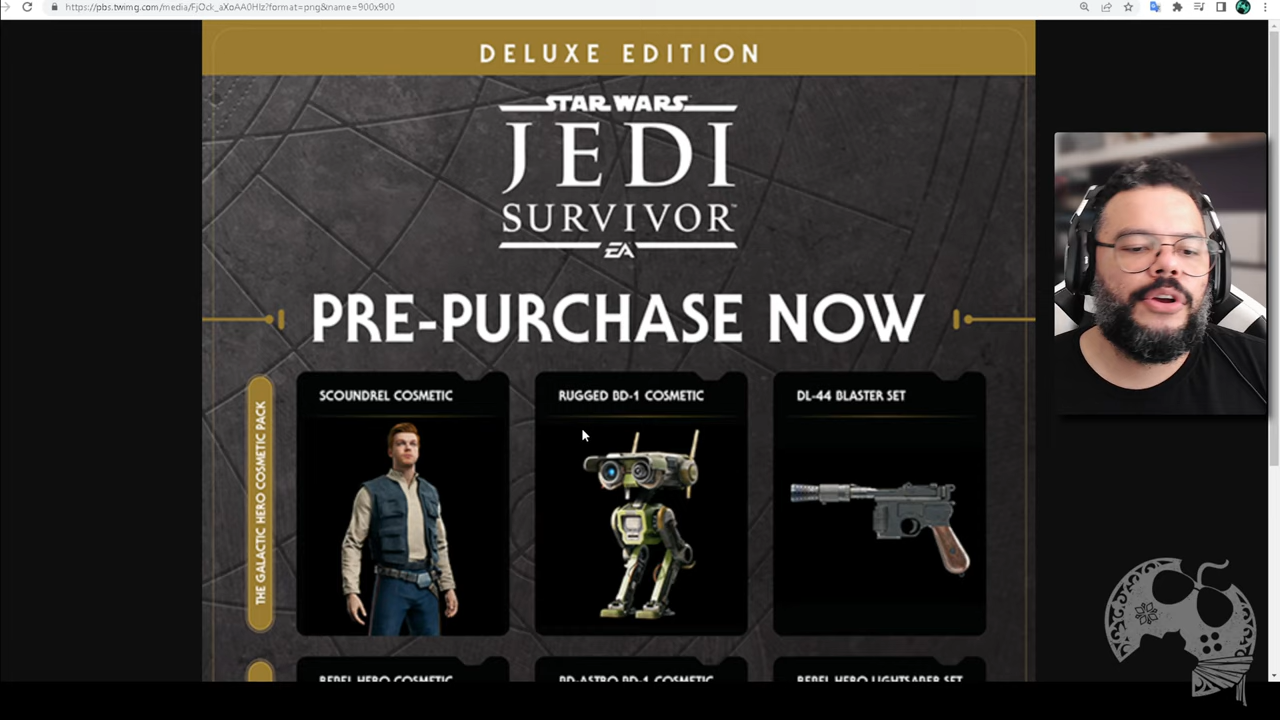 https://pbs.twimg.com/media/FjOck_aXoAA0HIz?format=png&name=900x900
DELUXE EDITION
STAR WARS
JEDI
SURVIVOR™
EA
PRE-PURCHASE NOW
THE GALACTIC HERO COSMETIC PACK
SCOUNDREL COSMETIC
RUGGED BD-1 COSMETIC
DL-44 BLASTER SET
REBEL HERO COSMETIC
BD-ASTRO BD-1 COSMETIC
REBEL HERO LIGHTSABER SET